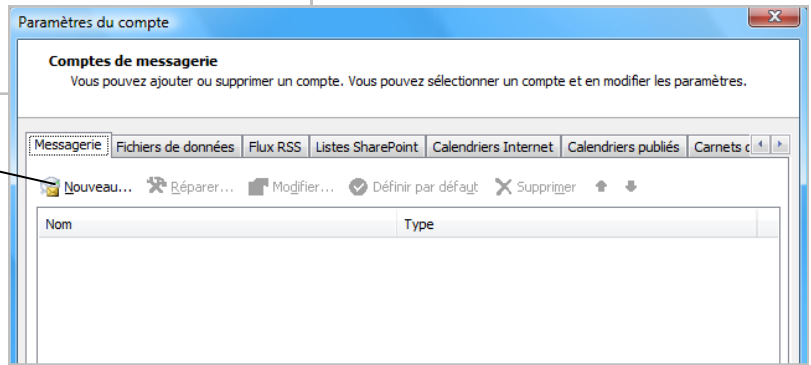 Paramètres du compte
Comptes de messagerie
Vous pouvez ajouter ou supprimer un compte. Vous pouvez sélectionner un compte et en modifier les paramètres.
Messagerie Fichiers de données Flux RSS Listes SharePoint Calendriers Internet Calendriers publiés Carnets
Nouveau... Réparer... Modifier... Définir par défaut Supprimer
Nom Type